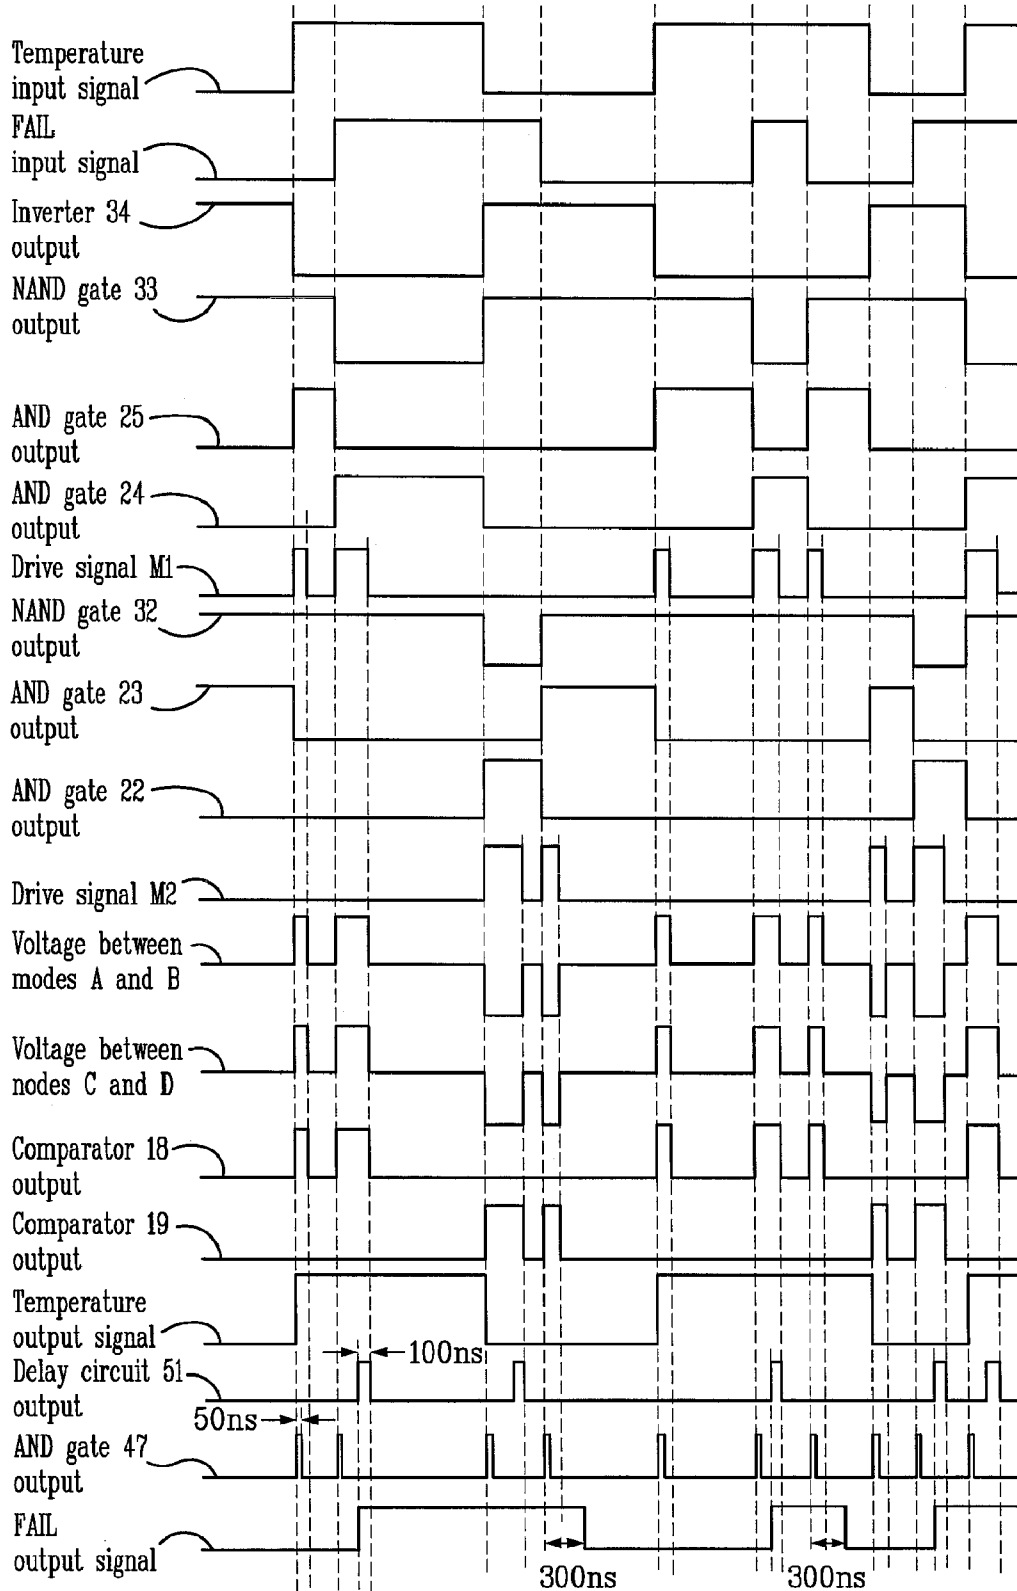 Temperature
input signal
FAIL
input signal
Inverter 34
output
NAND gate 33
output
AND gate 25
output
AND gate 24
output
Drive signal M1
NAND gate 32
output
AND gate 23
output
AND gate 22
output
Drive signal M2
Voltage between
modes A and B
Voltage between
nodes C and D
Comparator 18
output
Comparator 19
output
Temperature
output signal
100ns
Delay circuit 51
output
50ns
AND gate 47
output
FAIL
output signal
300ns
300ns